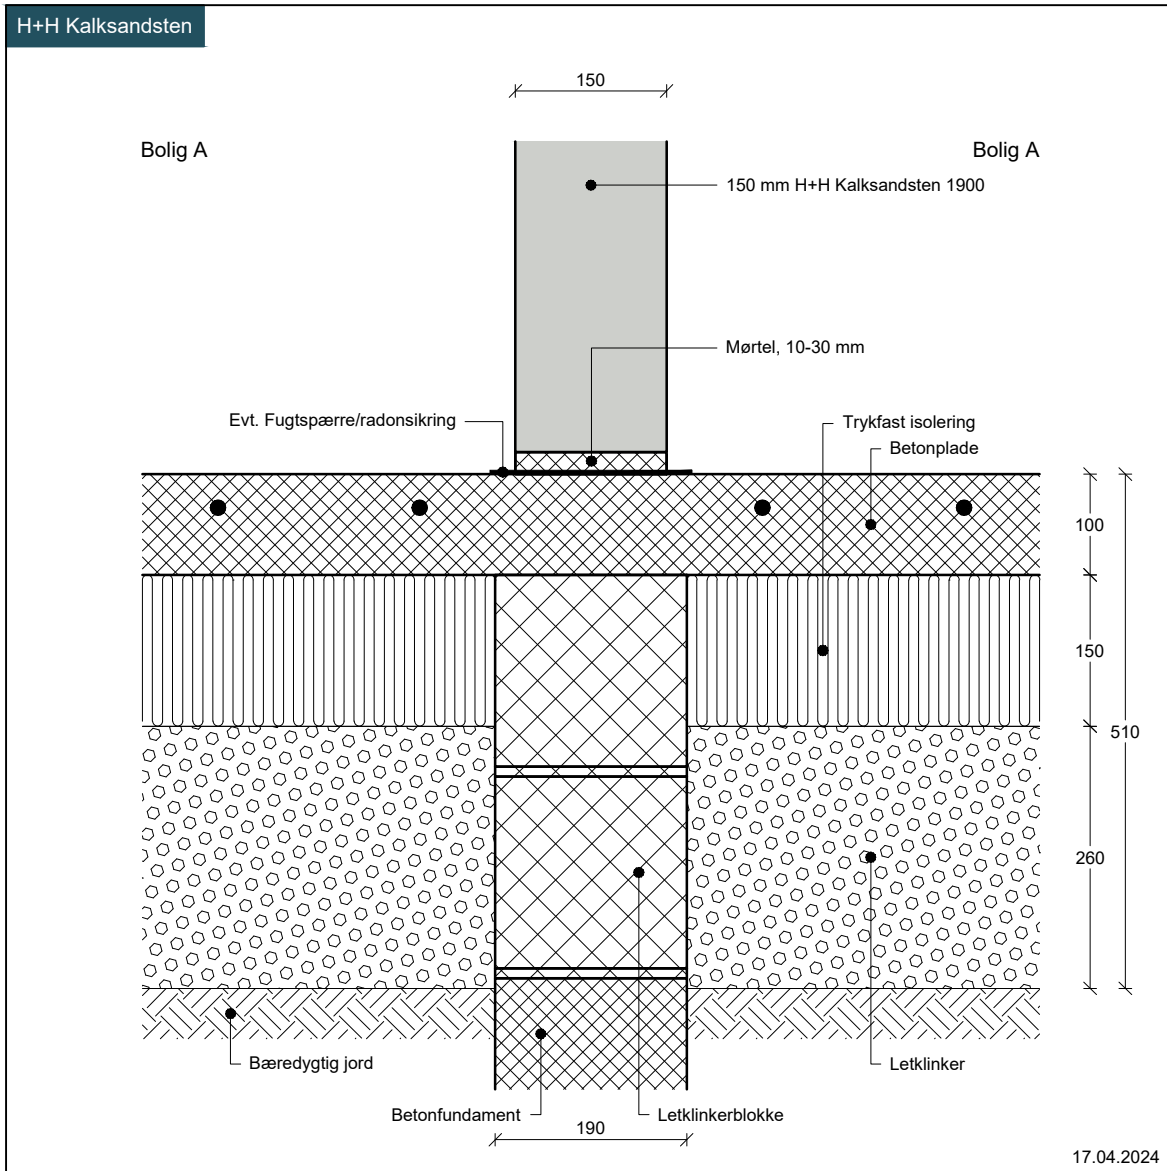 H+H Kalksandsten
150
Bolig A
Bolig A
150 mm H+H Kalksandsten 1900
Mørtel, 10-30 mm
Evt. Fugtspærre/radonsikring
Trykfast isolering
Betonplade
100
150
510
260
Bæredygtig jord
Letklinker
Betonfundament
Letklinkerblokke
190
17.04.2024